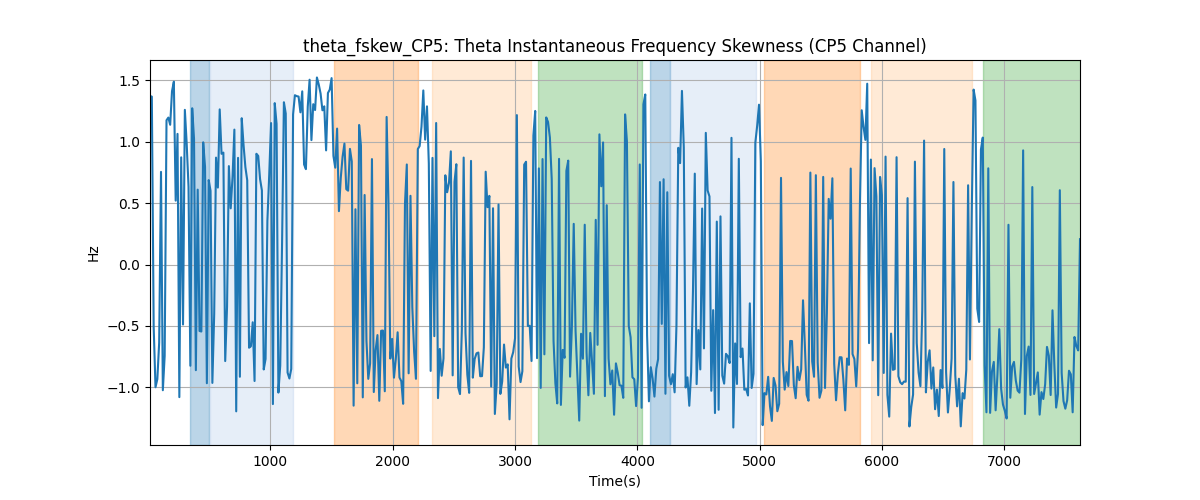 theta_fskew_CP5: Theta Instantaneous Frequency Skewness (CP5 Channel)
1.5
1.0
0.5
0.0
−0.5
−1.0
Hz
1000 2000 3000 4000 5000 6000 7000
Time(s)